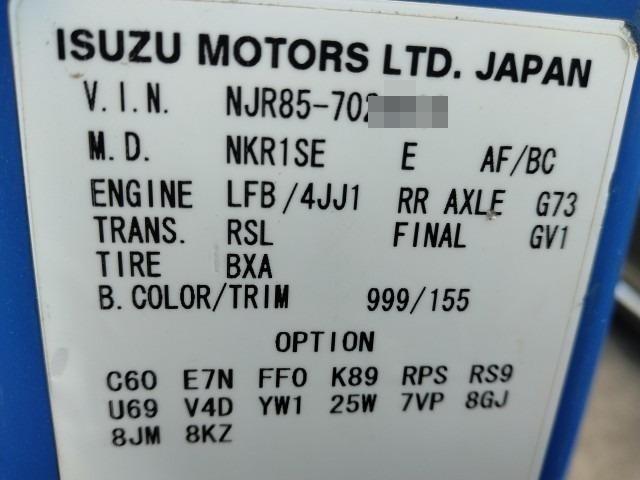 ISUZU MOTORS LTD. JAPAN
V.I.N. NJR85-702
M.D. NKR1SE E AF/BC
ENGINE LFB/4JJ1 RR AXLE G73
TRANS. RSL FINAL GV1
TIRE BXA
B.COLOR/TRIM 999/155
OPTION
C60 E7N FF0 K89 RPS RS9
U69 V4D YW1 25W 7VP 8GJ
8JM 8KZ